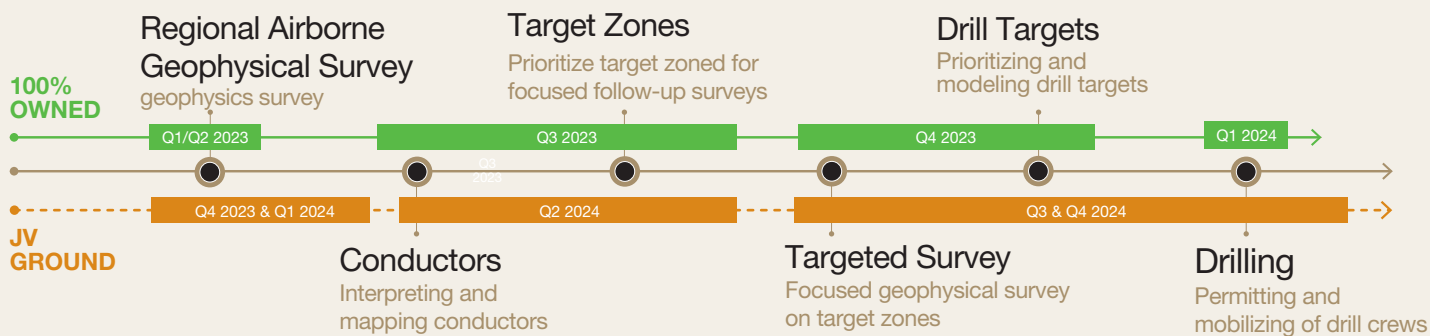 Regional Airborne
Geophysical Survey
geophysics survey
Target Zones
Prioritize target zoned for
focused follow-up surveys
Drill Targets
Prioritizing and
modeling drill targets
100%
OWNED
Q1/Q2 2023
Q3 2023
Q4 2023
Q1 2024
Q3
2023
Q4 2023 & Q1 2024
Q2 2024
Q3 & Q4 2024
JV
GROUND
Conductors
Interpreting and
mapping conductors
Targeted Survey
Focused geophysical survey
on target zones
Drilling
Permitting and
mobilizing of drill crews